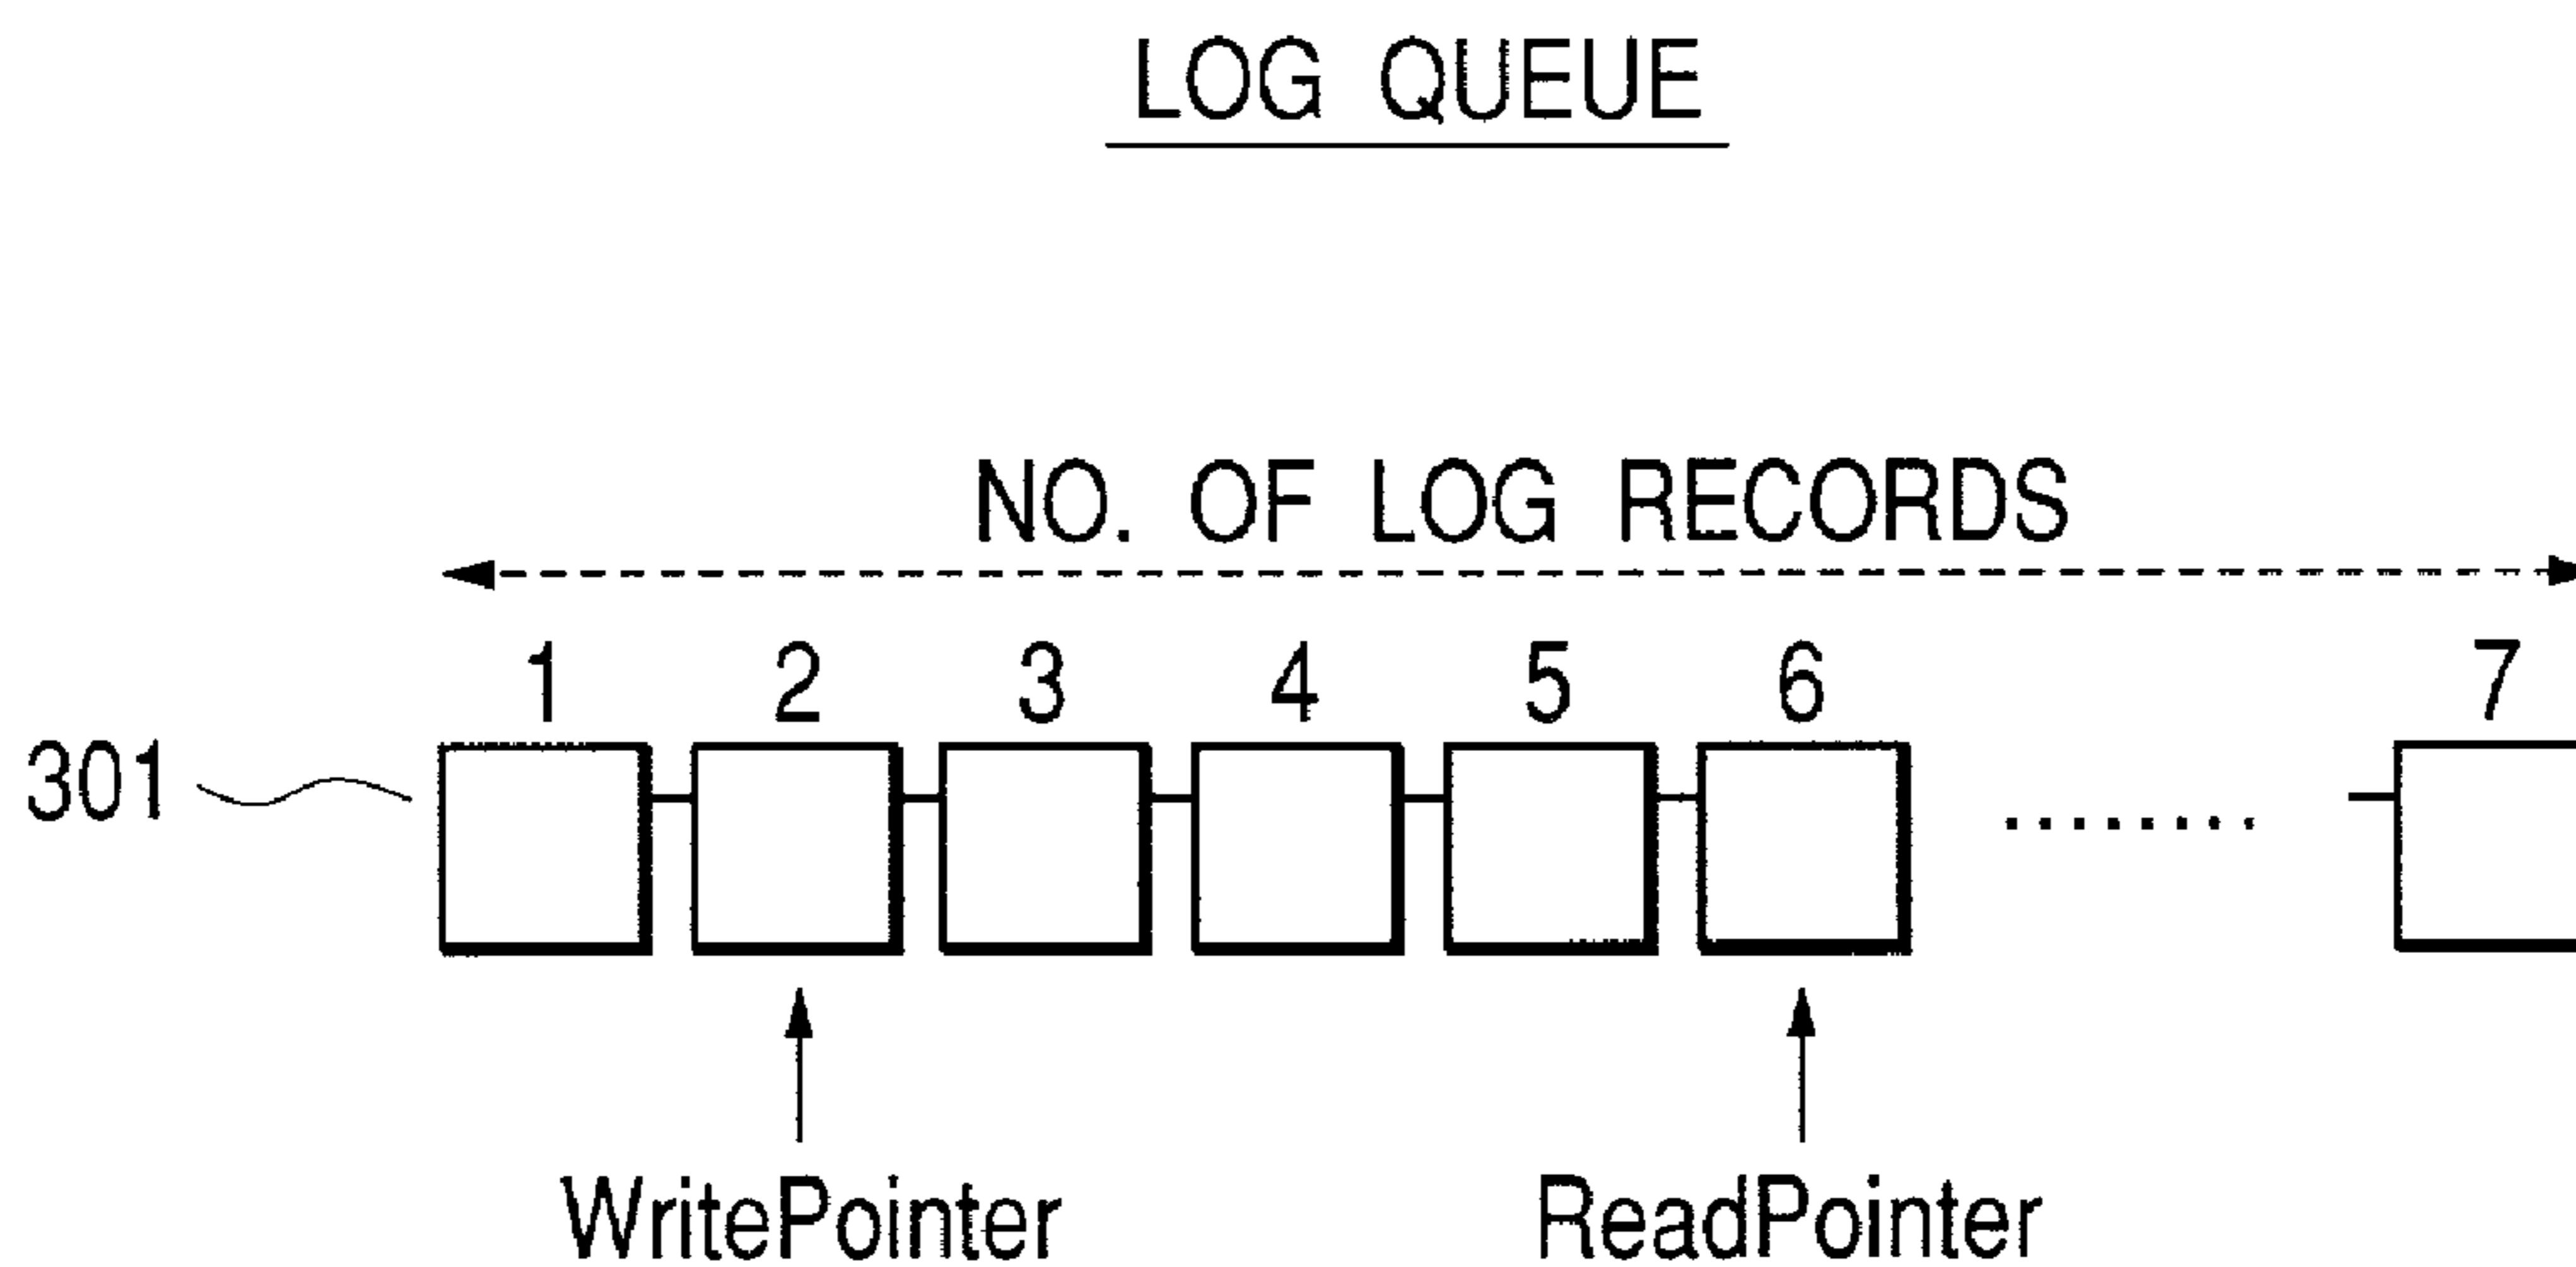 LOG QUEUE
NO. OF LOG RECORDS
1 2 3 4 5 6 7
301
WritePointer ReadPointer